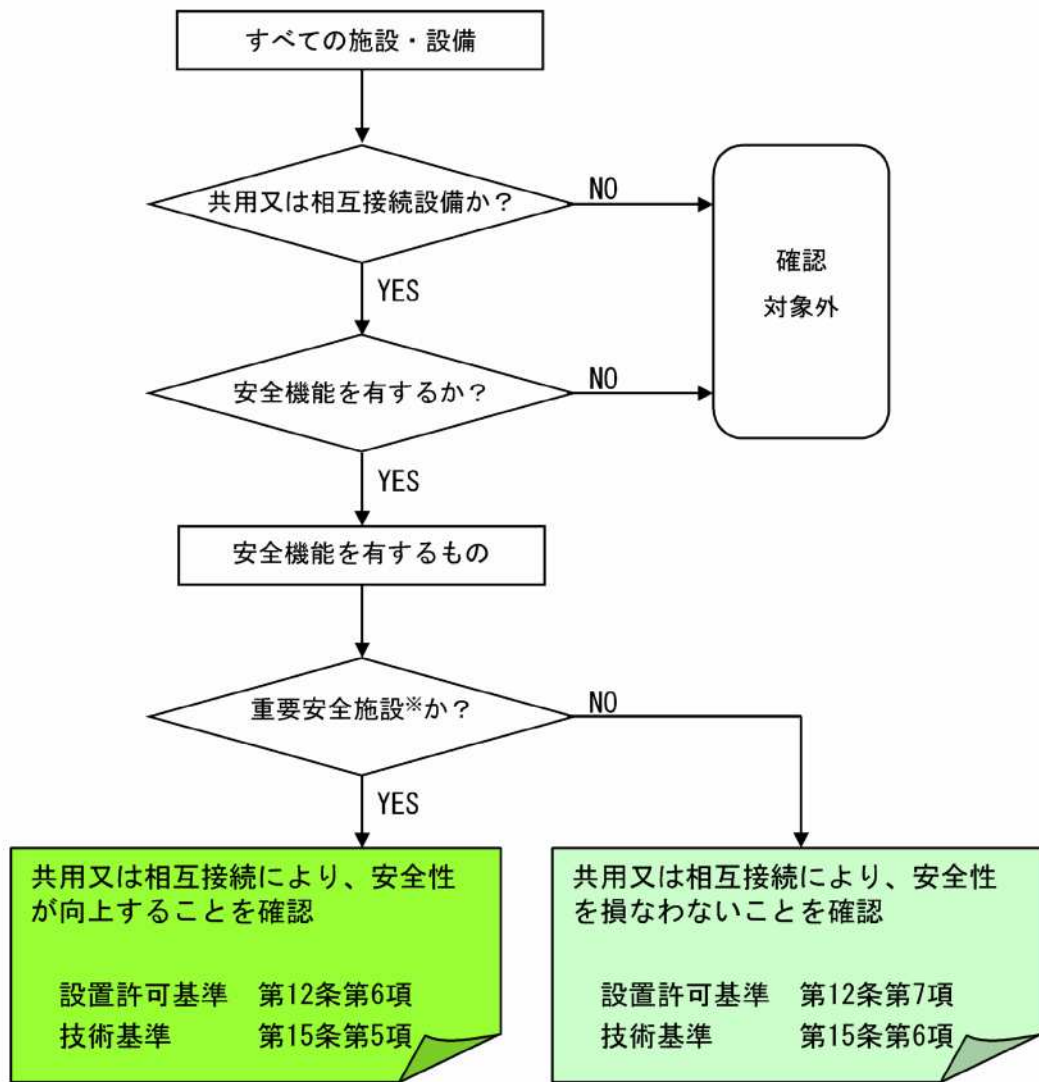 すべての施設・設備
共用又は相互接続設備か?
NO
確認
対象外
YES
安全機能を有するか?
NO
YES
安全機能を有するもの
重要安全施設※か?
NO
YES
共用又は相互接続により、安全性
が向上することを確認
設置許可基準 第12条第6項
技術基準 第15条第5項
共用又は相互接続により、安全性
を損なわないことを確認
設置許可基準 第12条第7項
技術基準 第15条第6項